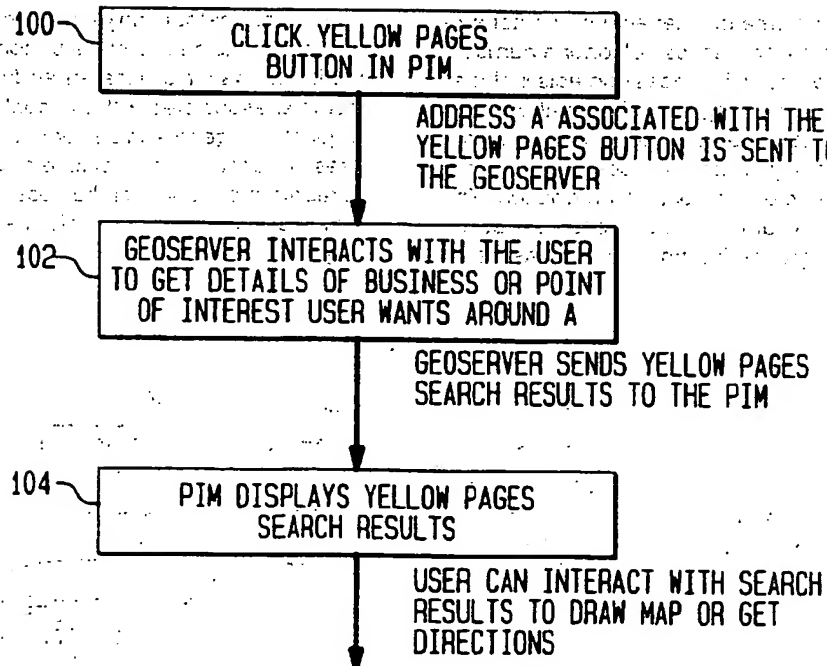 100
CLICK YELLOW PAGES
BUTTON IN PIM
ADDRESS A ASSOCIATED WITH THE
YELLOW PAGES BUTTON IS SENT TO
THE GEOSERVER
102
GEOSERVER INTERACTS WITH THE USER
TO GET DETAILS OF BUSINESS OR POINT
OF INTEREST USER WANTS AROUND A
GEOSERVER SENDS YELLOW PAGES
SEARCH RESULTS TO THE PIM
104
PIM DISPLAYS YELLOW PAGES
SEARCH RESULTS
USER CAN INTERACT WITH SEARCH
RESULTS TO DRAW MAP OR GET
DIRECTIONS